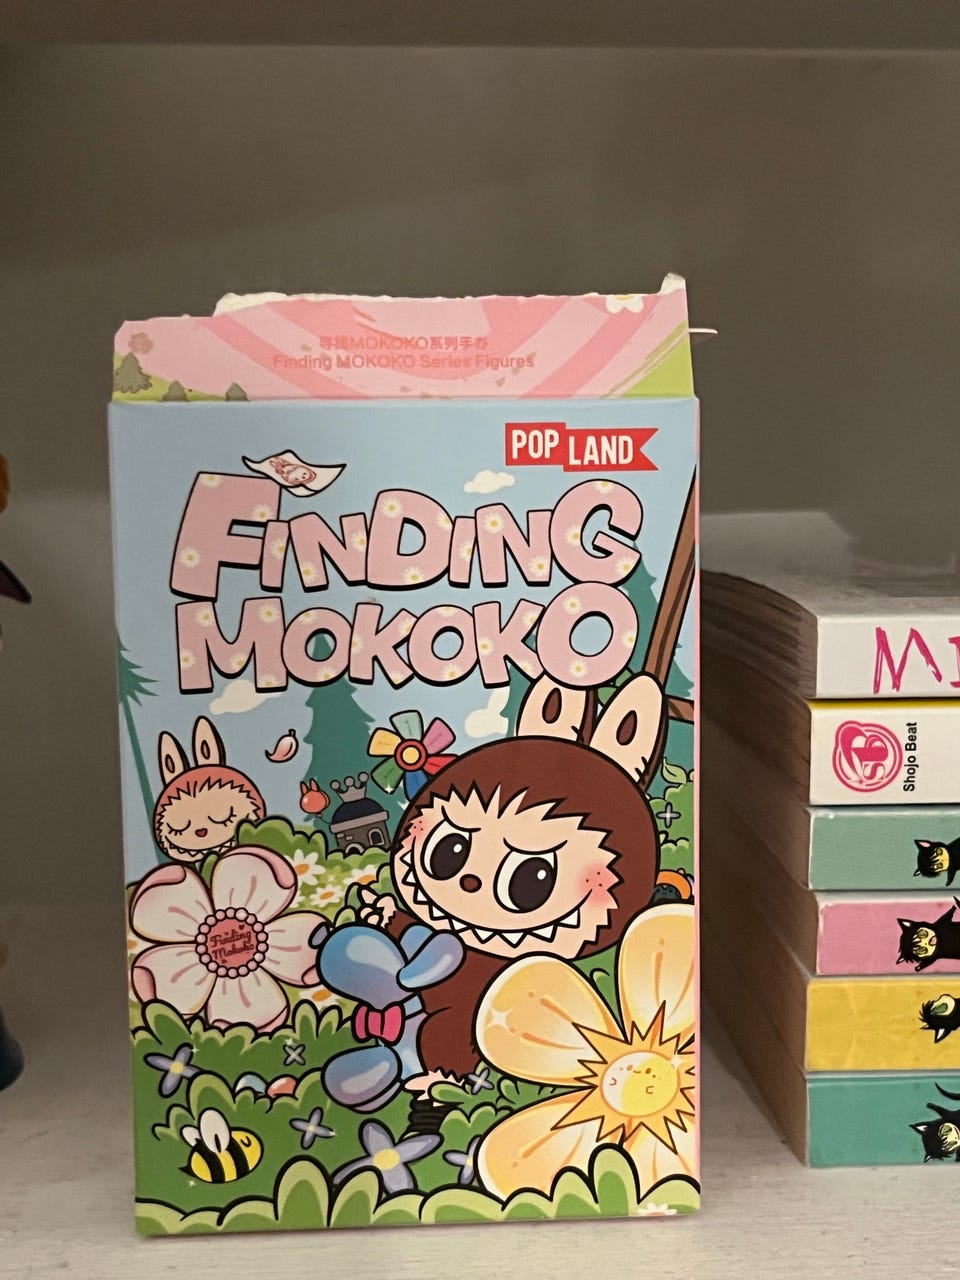 寻找MOKOKO系列手办
Finding MOKOKO Series Figures
POP LAND
FINDING
MOKOKO
Finding
Mokoko
Shojo Beat